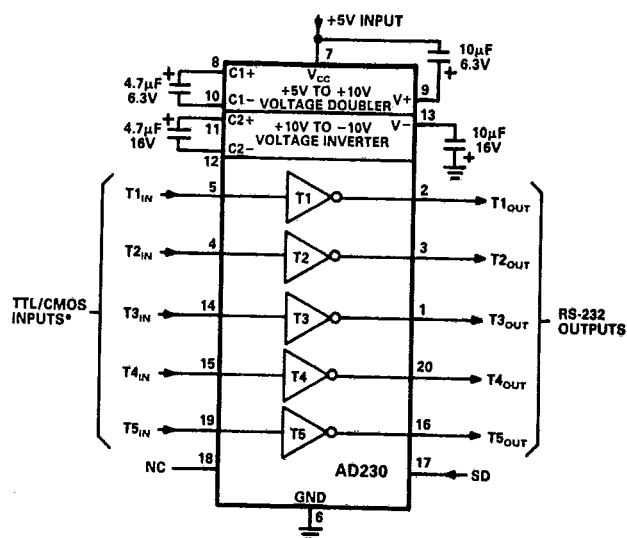 +5V INPUT
7
VCC
8
C1+
4.7µF
6.3V
+
10
C1−
+5V TO +10V
VOLTAGE DOUBLER
V+
9
+
10µF
6.3V
11
C2+
4.7µF
16V
+
12
C2−
+10V TO −10V
VOLTAGE INVERTER
V−
13
10µF
16V
+
T1IN
5
T1
2
T1OUT
T2IN
4
T2
3
T2OUT
TTL/CMOS
INPUTS*
T3IN
14
T3
1
T3OUT
RS-232
OUTPUTS
T4IN
15
T4
20
T4OUT
T5IN
19
T5
16
T5OUT
NC
18
AD230
17
SD
GND
6